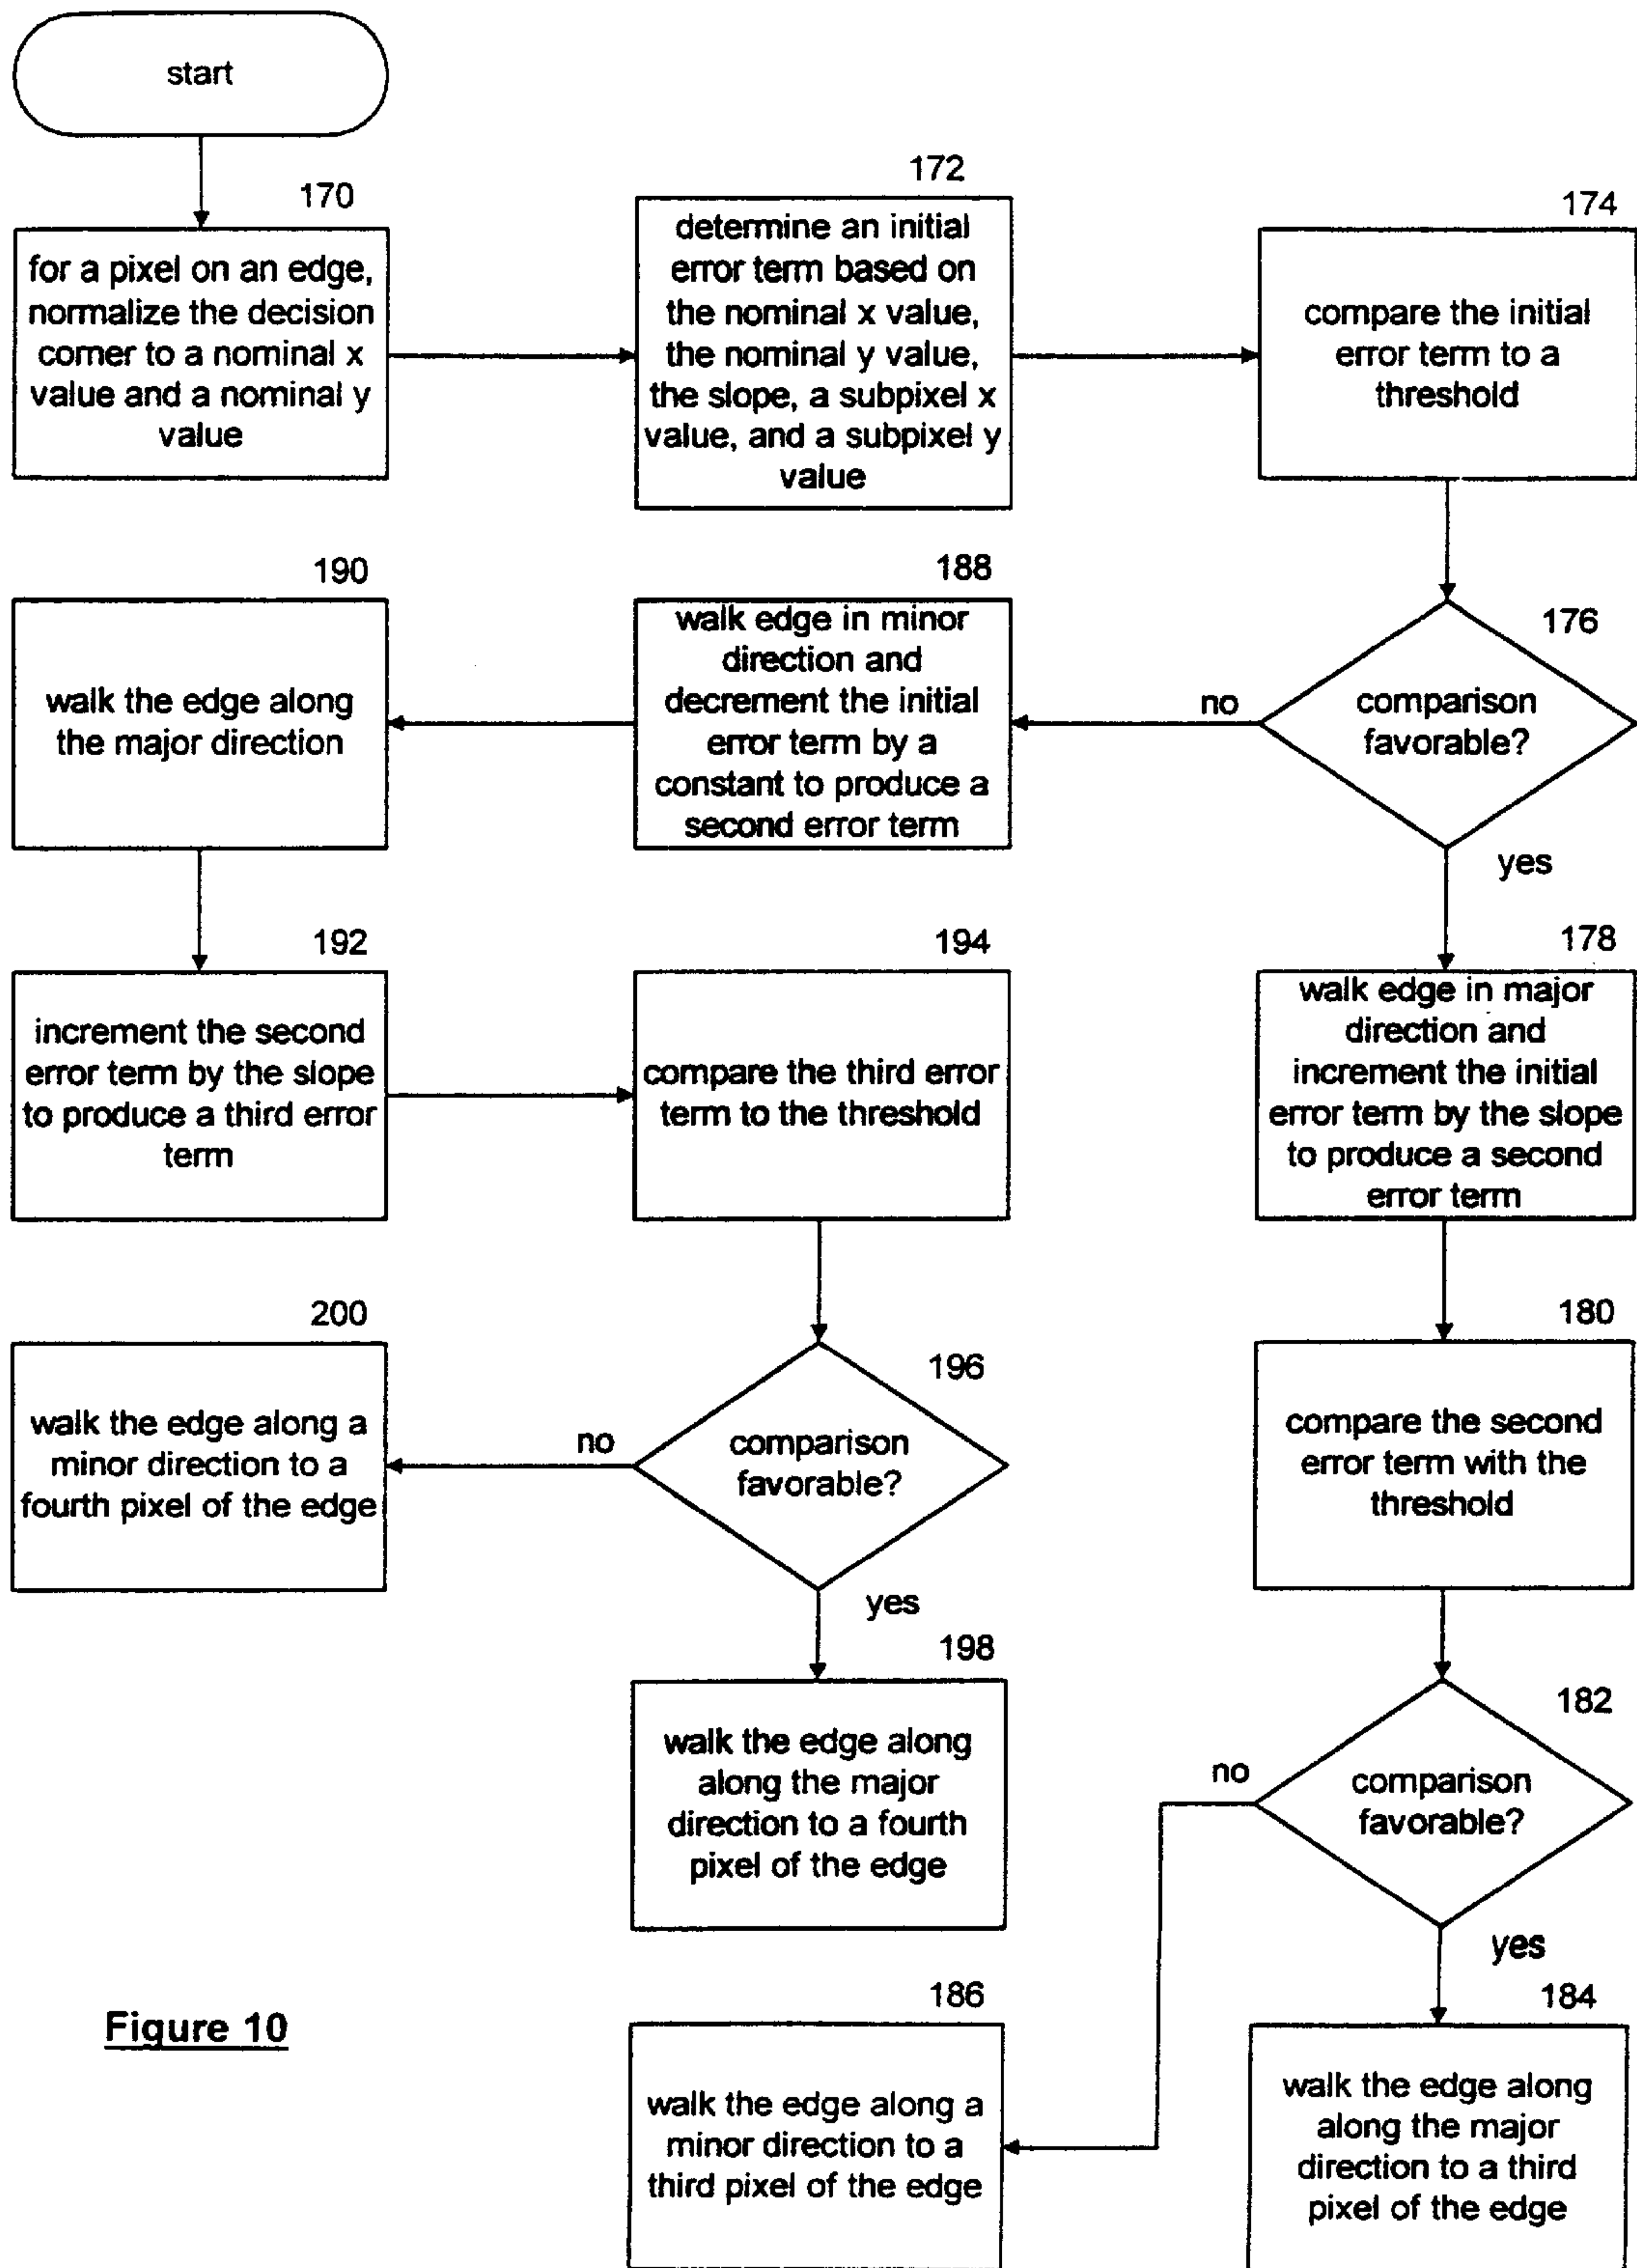 start
170
for a pixel on an edge,
normalize the decision
corner to a nominal x
value and a nominal y
value
172
determine an initial
error term based on
the nominal x value,
the nominal y value,
the slope, a subpixel x
value, and a subpixel y
value
174
compare the initial
error term to a
threshold
176
comparison
favorable?
no
yes
188
walk edge in minor
direction and
decrement the initial
error term by a
constant to produce a
second error term
190
walk the edge along
the major direction
192
increment the second
error term by the slope
to produce a third error
term
194
compare the third error
term to the threshold
196
comparison
favorable?
no
yes
200
walk the edge along a
minor direction to a
fourth pixel of the edge
198
walk the edge along
along the major
direction to a fourth
pixel of the edge
178
walk edge in major
direction and
increment the initial
error term by the slope
to produce a second
error term
180
compare the second
error term with the
threshold
182
comparison
favorable?
no
yes
186
walk the edge along a
minor direction to a
third pixel of the edge
184
walk the edge along
along the major
direction to a third
pixel of the edge
Figure 10